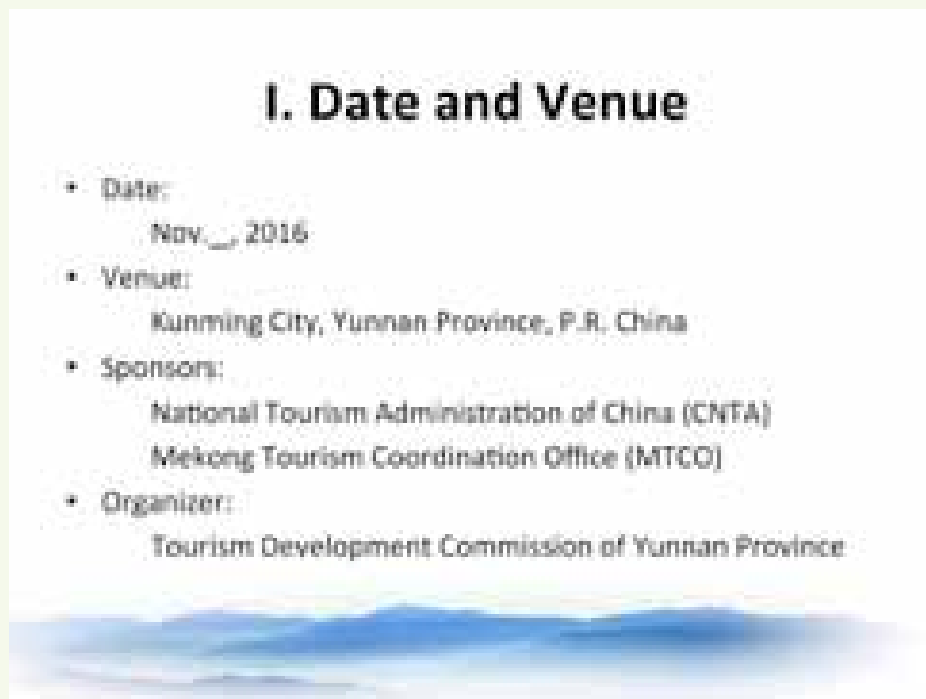 I. Date and Venue
• Date:
Nov.__, 2016
• Venue:
Kunming City, Yunnan Province, P.R. China
• Sponsors:
National Tourism Administration of China (CNTA)
Mekong Tourism Coordination Office (MTCO)
• Organizer:
Tourism Development Commission of Yunnan Province